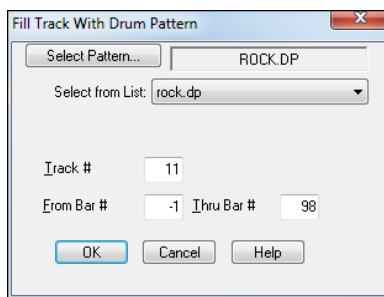 Fill Track With Drum Pattern
Select Pattern... ROCK.DP
Select from List: rock.dp
Track # 11
From Bar # -1 Thru Bar # 98
OK Cancel Help